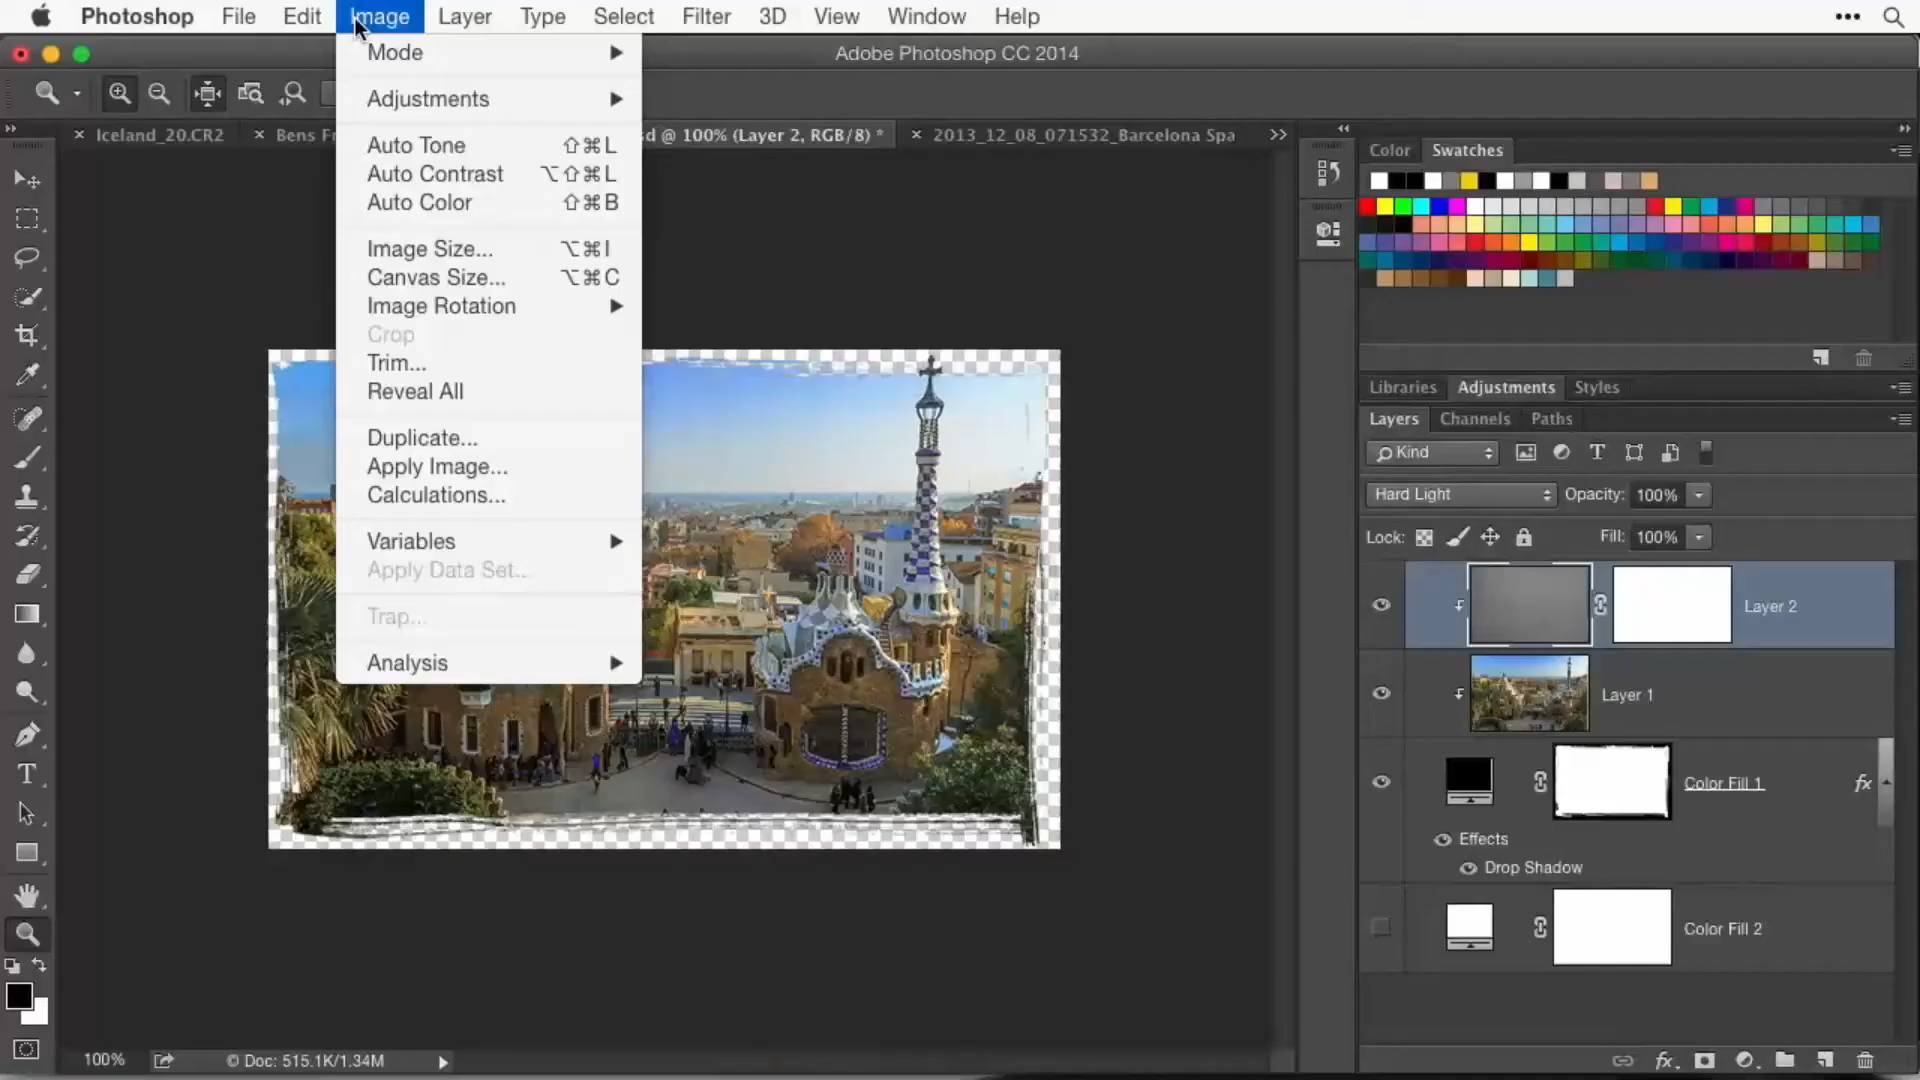 Photoshop File Edit Image Layer Type Select Filter 3D View Window Help
Adobe Photoshop CC 2014
Iceland_20.CR2 Bens Fr d @ 100% (Layer 2, RGB/8) * 2013_12_08_071532_Barcelona Spa
Mode
Adjustments
Auto Tone ⇧⌘L
Auto Contrast ⌥⇧⌘L
Auto Color ⇧⌘B
Image Size... ⌥⌘I
Canvas Size... ⌥⌘C
Image Rotation
Crop
Trim...
Reveal All
Duplicate...
Apply Image...
Calculations...
Variables
Apply Data Set...
Trap...
Analysis
Color Swatches
Libraries Adjustments Styles
Layers Channels Paths
Kind
Hard Light Opacity: 100%
Lock: Fill: 100%
Layer 2
Layer 1
Color Fill 1 fx
Effects
Drop Shadow
Color Fill 2
100% © Doc: 515.1K/1.34M
fx